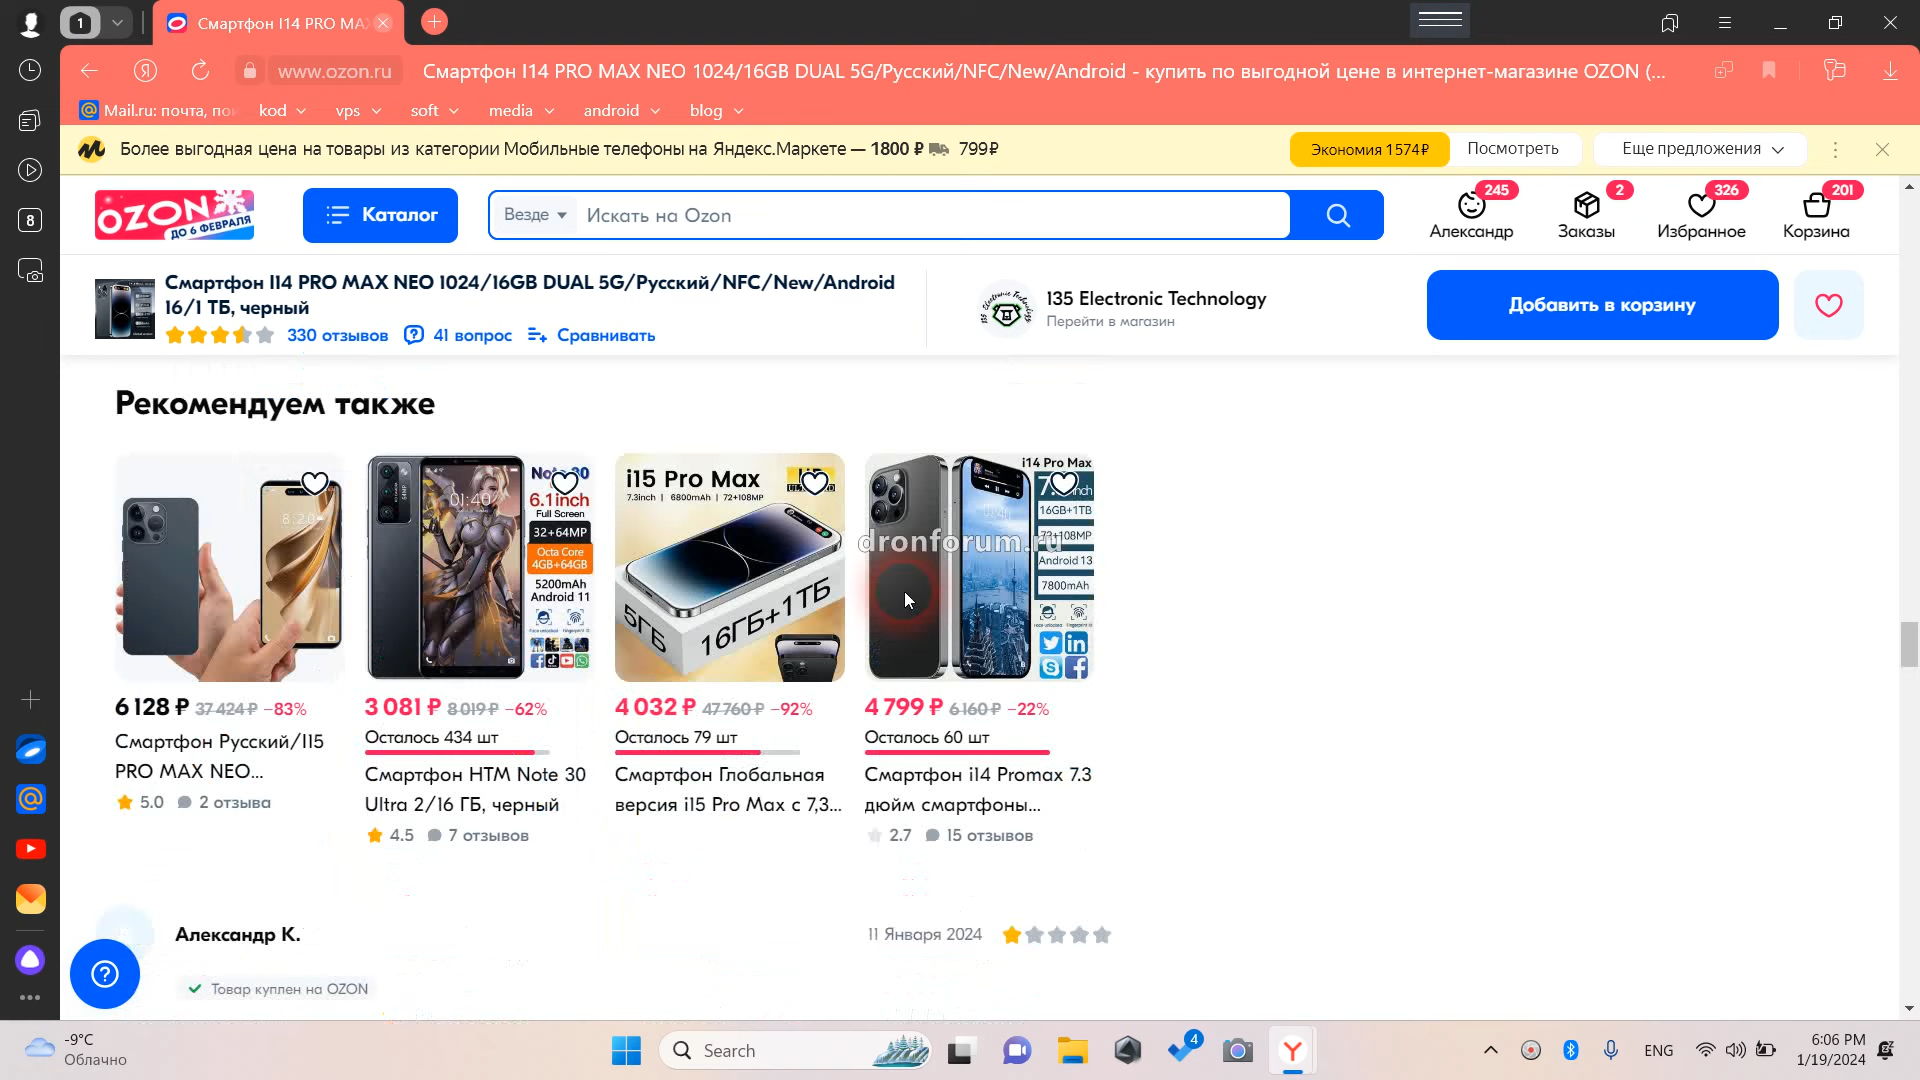 1
Смартфон I14 PRO MA
www.ozon.ru
Смартфон I14 PRO MAX NEO 1024/16GB DUAL 5G/Русский/NFC/New/Android - купить по выгодной цене в интернет-магазине OZON (...
Mail.ru: почта, пои
kod
vps
soft
media
android
blog
Более выгодная цена на товары из категории Мобильные телефоны на Яндекс.Маркете — 1800 ₽ 799₽
Экономия 1574₽
Посмотреть
Еще предложения
8
OZON
ДО 6 ФЕВРАЛЯ
Каталог
Везде
Искать на Ozon
245
Александр
2
Заказы
326
Избранное
201
Корзина
Смартфон I14 PRO MAX NEO 1024/16GB DUAL 5G/Русский/NFC/New/Android
16/1 ТБ, черный
330 отзывов
41 вопрос
Сравнивать
135 Electronic Technology
Перейти в магазин
Добавить в корзину
Рекомендуем также
8:20
01:40
6.1inch
Full Screen
32+64MP
Octa Core
4GB+64GB
5200mAh
Android 11
i15 Pro Max
7.3inch | 6800mAh | 72+108MP
5ГБ
16ГБ+1ТБ
i14 Pro Max
16GB+1TB
72+108MP
Android 13
7800mAh
dronforum.ru
6 128 ₽ 37 424 ₽ −83%
Смартфон Русский/I15
PRO MAX NEO...
5.0 2 отзыва
3 081 ₽ 8 019 ₽ −62%
Осталось 434 шт
Смартфон HTM Note 30
Ultra 2/16 ГБ, черный
4.5 7 отзывов
4 032 ₽ 47 760 ₽ −92%
Осталось 79 шт
Смартфон Глобальная
версия i15 Pro Max с 7,3...
4 799 ₽ 6 160 ₽ −22%
Осталось 60 шт
Смартфон i14 Promax 7.3
дюйм смартфоны...
2.7 15 отзывов
Александр К.
11 Января 2024
Товар куплен на OZON
-9°C
Облачно
Search
4
ENG
6:06 PM
1/19/2024